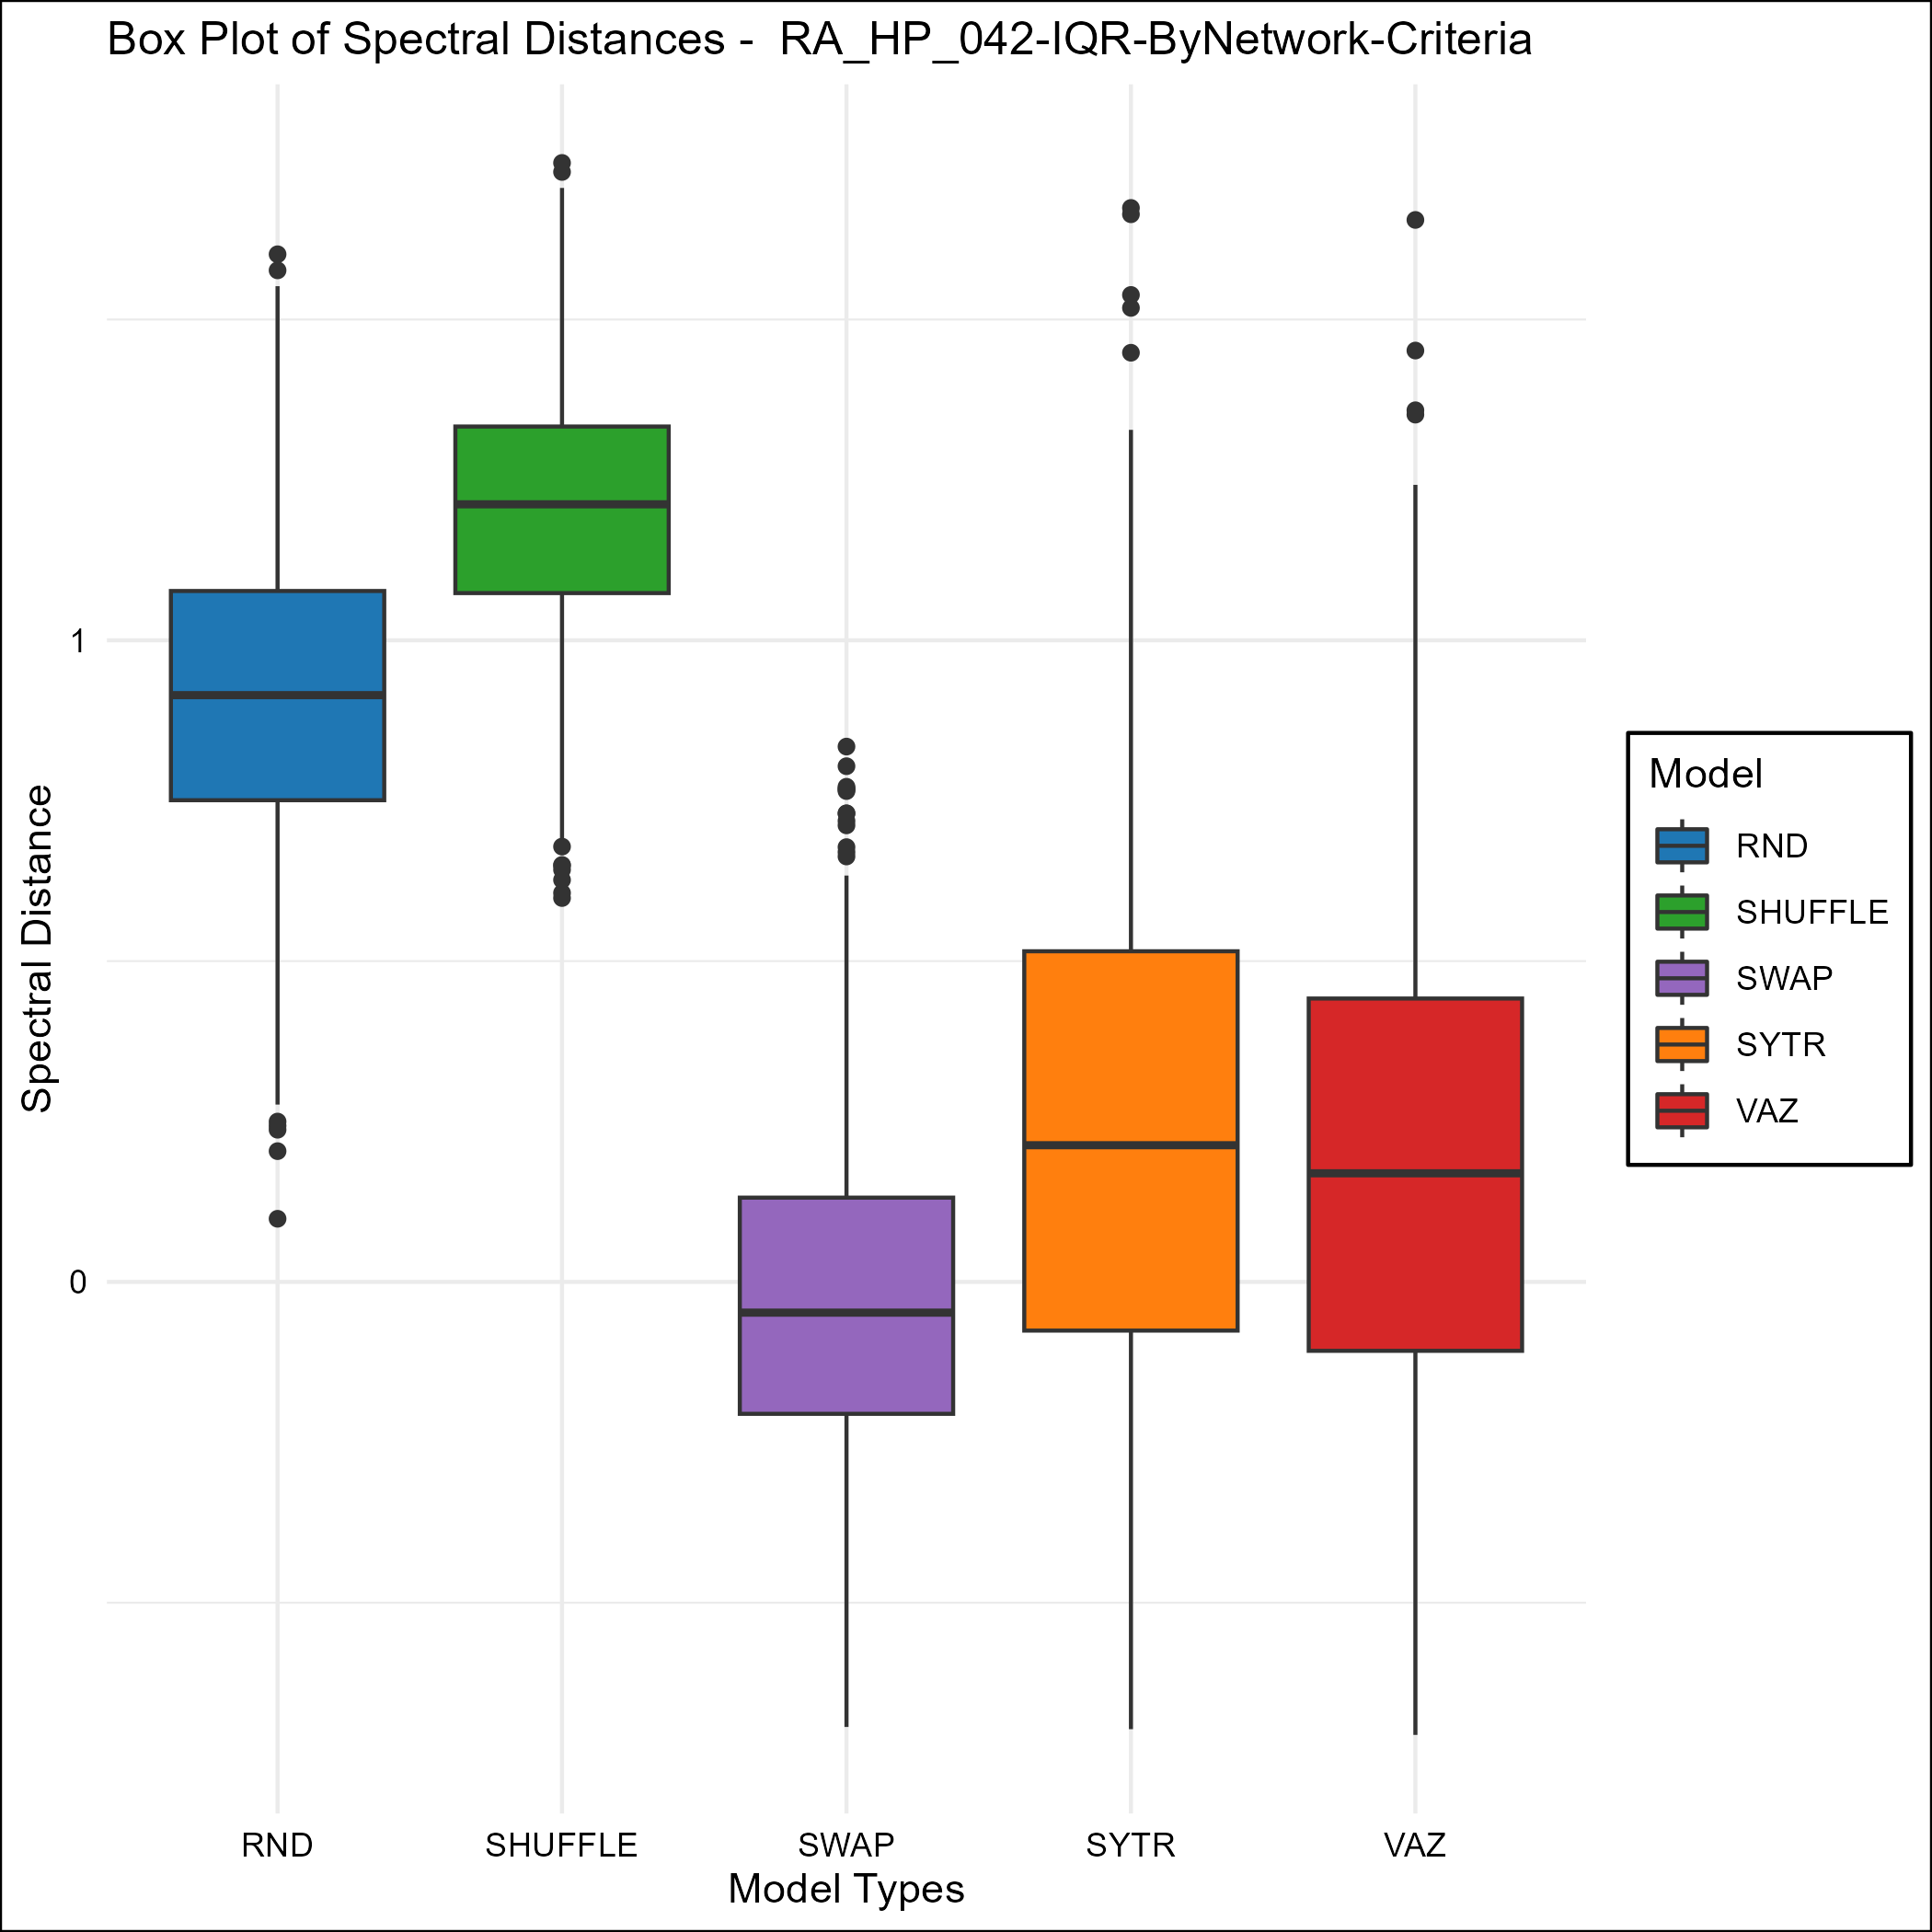 Box Plot of Spectral Distances -  RA_HP_042-IQR-ByNetwork-Criteria
Spectral Distance
1
0
RND
SHUFFLE
SWAP
SYTR
VAZ
Model Types
Model
RND
SHUFFLE
SWAP
SYTR
VAZ